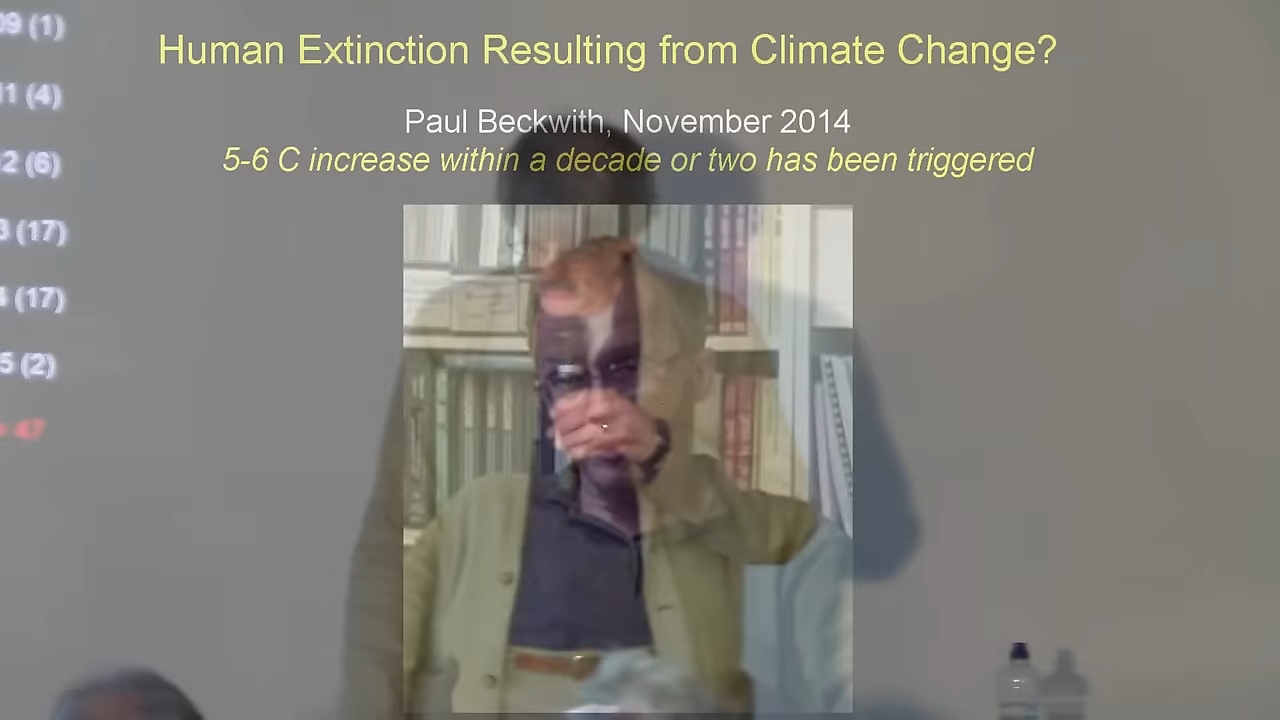 Human Extinction Resulting from Climate Change?
Paul Beckwith, November 2014
5-6 C increase within a decade or two has been triggered
09 (1)
11 (4)
2 (6)
3 (17)
4 (17)
5 (2)
= 47